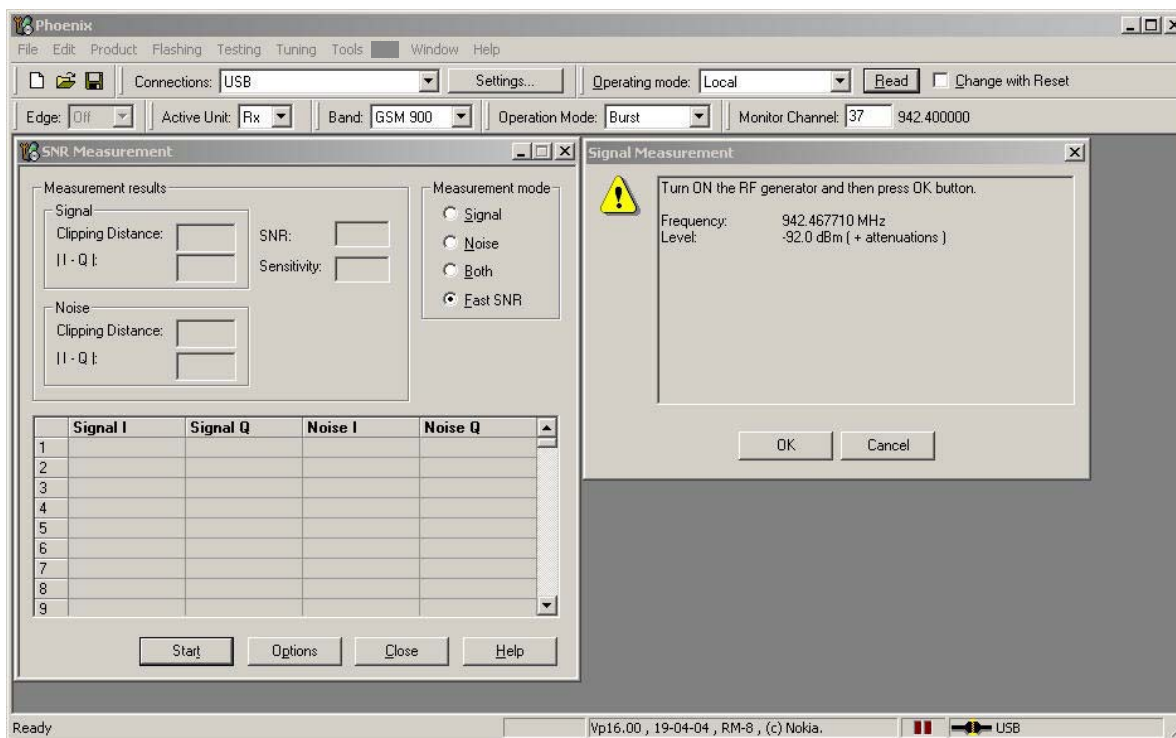 Phoenix
File Edit Product Flashing Testing Tuning Tools Window Help
Connections: USB Settings... Operating mode: Local Read Change with Reset
Edge: Off Active Unit: Rx Band: GSM 900 Operation Mode: Burst Monitor Channel: 37 942.400000
SNR Measurement
Measurement results
Signal
Clipping Distance:
| I - Q |:
SNR:
Sensitivity:
Noise
Clipping Distance:
| I - Q |:
Measurement mode
Signal
Noise
Both
Fast SNR
Signal I Signal Q Noise I Noise Q
1
2
3
4
5
6
7
8
9
Start Options Close Help
Signal Measurement
Turn ON the RF generator and then press OK button.
Frequency: 942.467710 MHz
Level: -92.0 dBm ( + attenuations )
OK Cancel
Ready Vp16.00 , 19-04-04 , RM-8 , (c) Nokia. USB